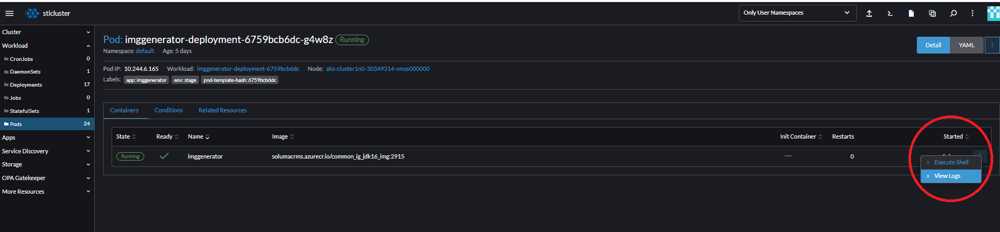 sticluster
Only User Namespaces
Cluster
Workload
CronJobs 0
DaemonSets 1
Deployments 17
Jobs 0
StatefulSets 1
Pods 24
Apps
Service Discovery
Storage
OPA Gatekeeper
More Resources
Pod: imggenerator-deployment-6759bcb6dc-g4w8z Running
Detail YAML
Namespace: default Age: 5 days
Pod IP: 10.244.6.165 Workload: imggenerator-deployment-6759bcb6dc Node: aks-cluster1n0-30349314-vmss000000
Labels: app: imggenerator env: stage pod-template-hash: 6759bcb6dc
Containers Conditions Related Resources
State Ready Name Image Init Container Restarts Started
Running imggenerator solumacrms.azurecr.io/common_ig_jdk16_img:2915 — 0
Execute Shell
View Logs